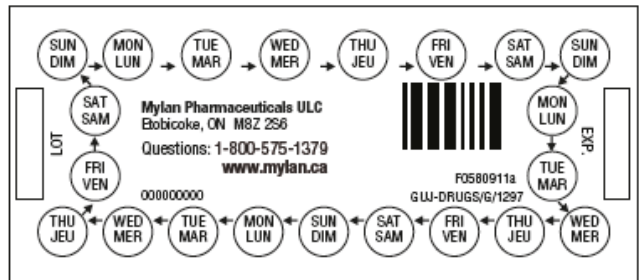 SUN MON TUE WED THU FRI SAT SUN
DIM LUN MAR MER JEU VEN SAM DIM
SAT
SAM
MON
LUN
Mylan Pharmaceuticals ULC
Etobicoke, ON M8Z 2S6
Questions: 1-800-575-1379
www.mylan.ca
LOT
EXP.
FRI
VEN
TUE
MAR
000000000
F0580911a
GUJ-DRUGS/G/1297
THU WED TUE MON SUN SAT FRI THU WED
JEU MER MAR LUN DIM SAM VEN JEU MER